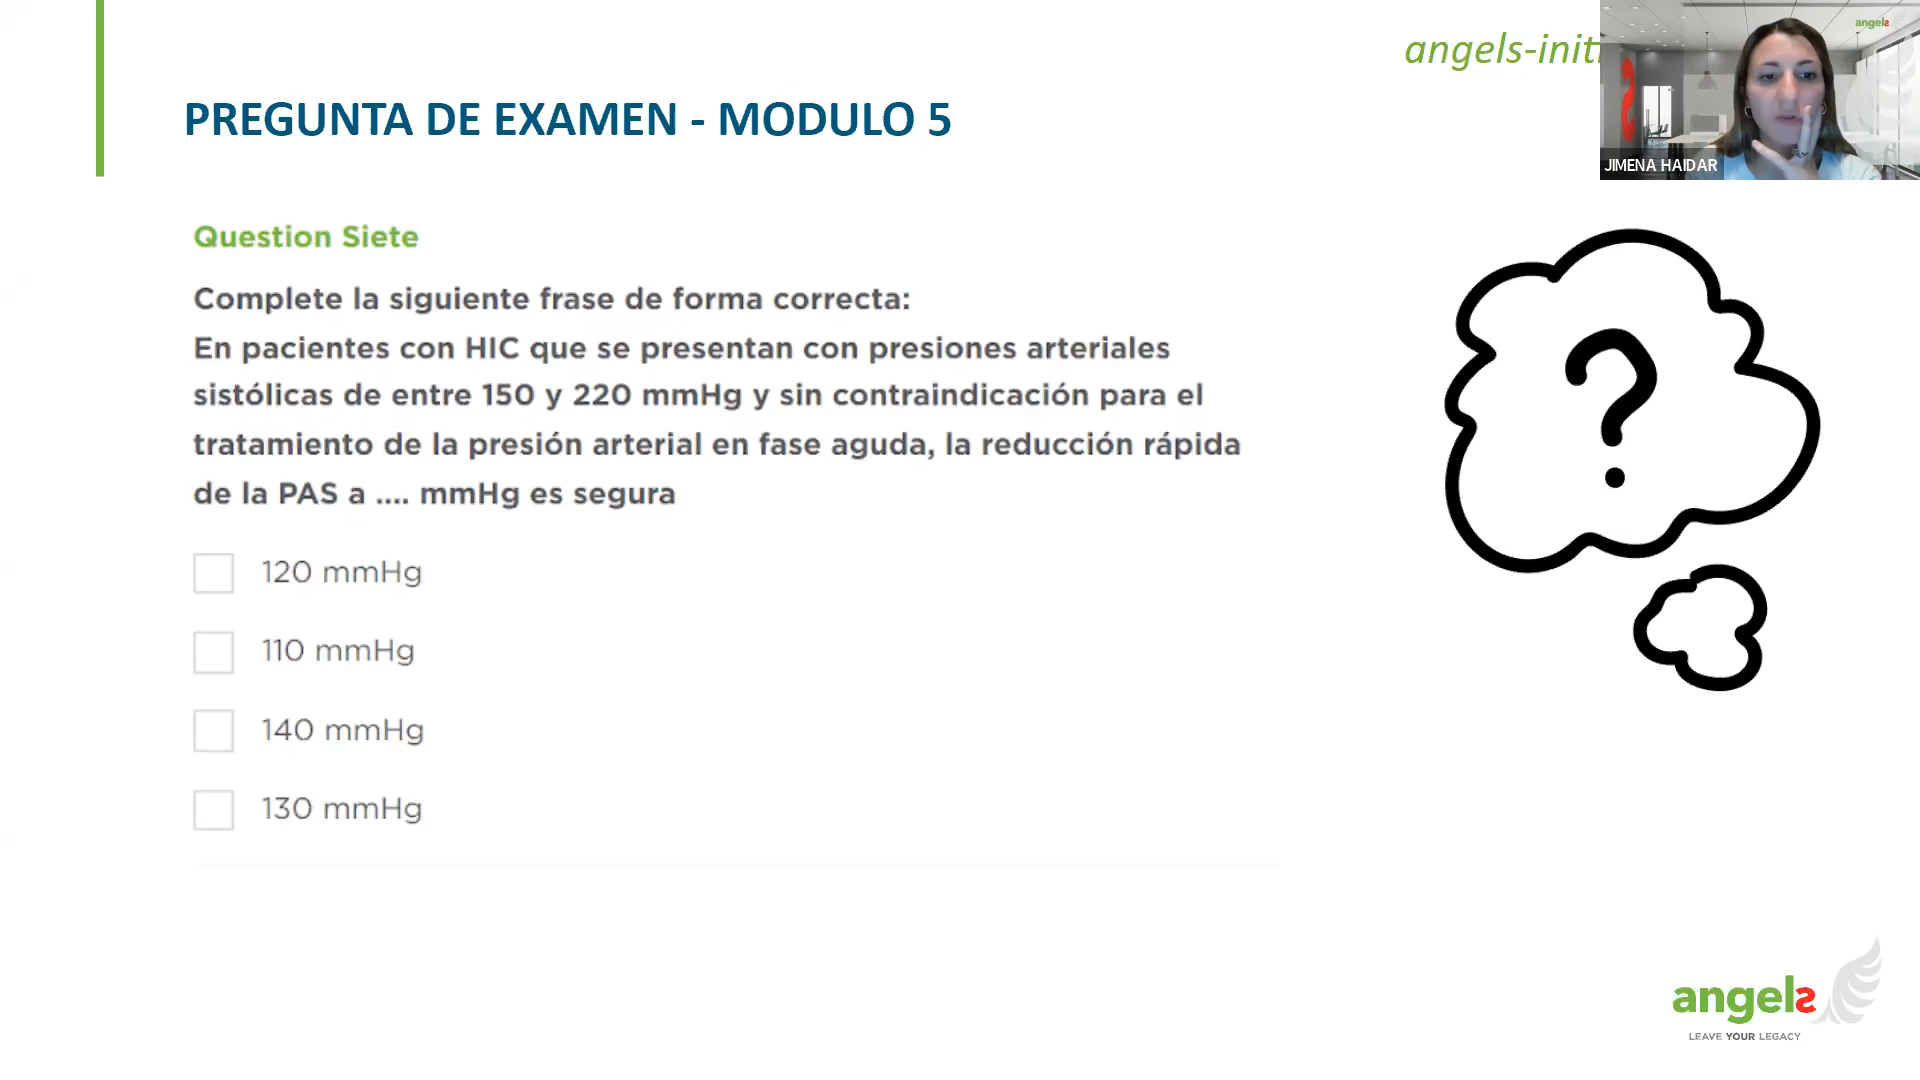 angels-initi
angels
JIMENA HAIDAR
PREGUNTA DE EXAMEN - MODULO 5
Question Siete
Complete la siguiente frase de forma correcta:
En pacientes con HIC que se presentan con presiones arteriales
sistólicas de entre 150 y 220 mmHg y sin contraindicación para el
tratamiento de la presión arterial en fase aguda, la reducción rápida
de la PAS a .... mmHg es segura
120 mmHg
110 mmHg
140 mmHg
130 mmHg
?
angels
LEAVE YOUR LEGACY